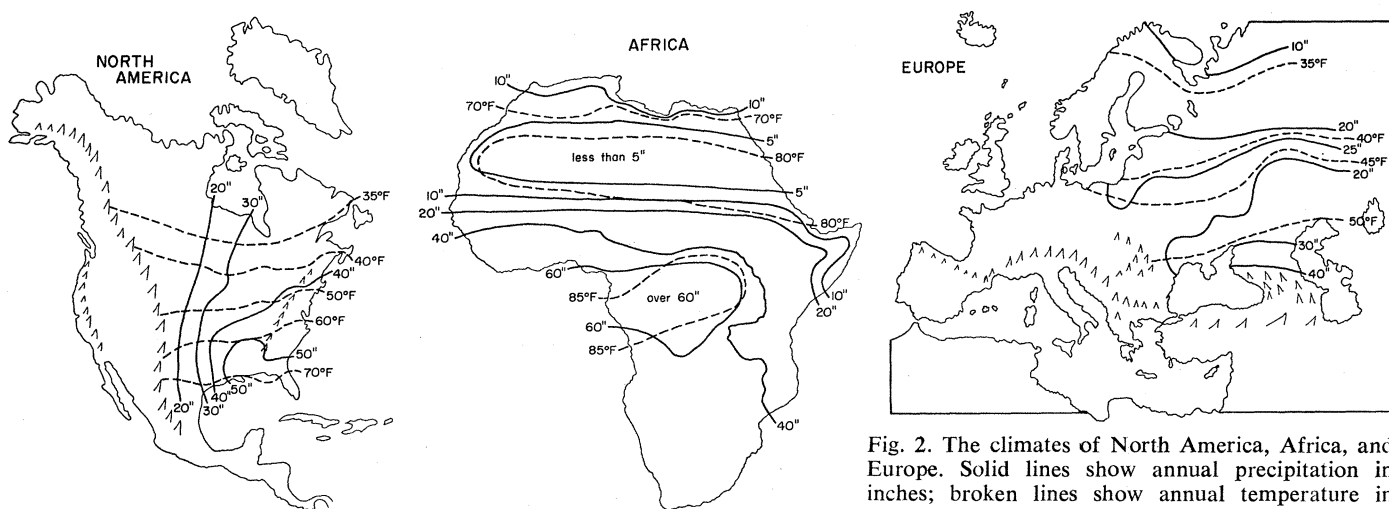 NORTH
AMERICA
20"
30"
35°F
40°F
40"
50°F
60°F
50"
70°F
50"
40"
30"
20"
AFRICA
10"
70°F
10"
70°F
5"
80°F
less than 5"
10"
5"
20"
80°F
40"
60"
85°F
over 60"
10"
20"
60"
85°F
40"
EUROPE
10"
35°F
20"
40°F
25"
45°F
20"
50°F
30"
40"
Fig. 2. The climates of North America, Africa, and
Europe. Solid lines show annual precipitation in
inches; broken lines show annual temperature in